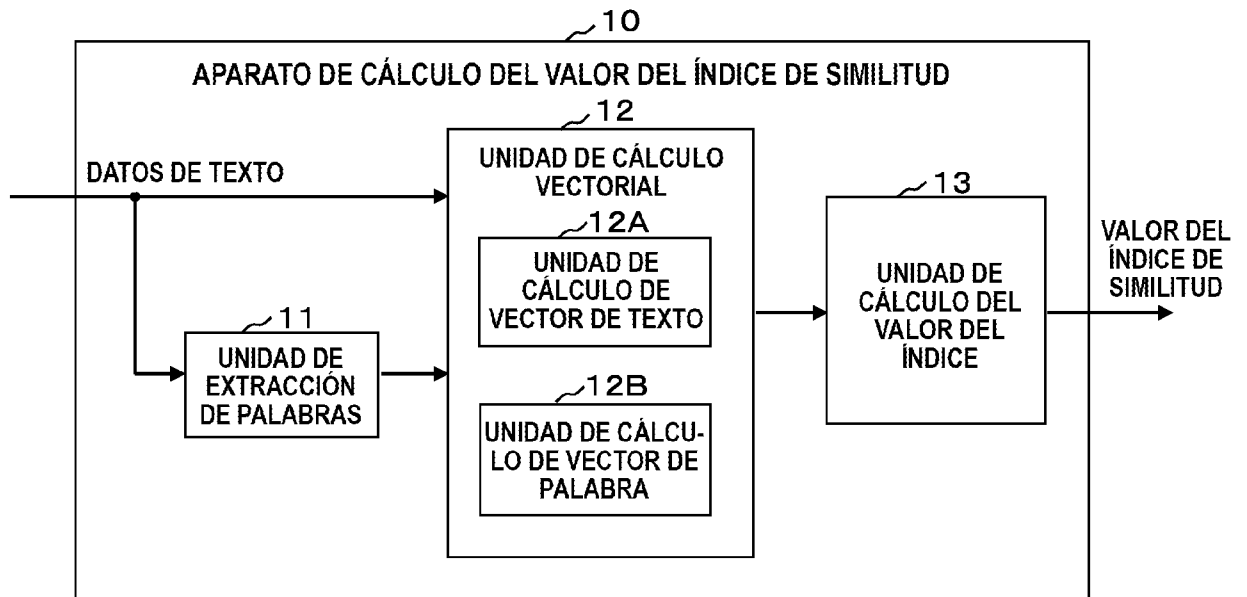 10
APARATO DE CÁLCULO DEL VALOR DEL ÍNDICE DE SIMILITUD
DATOS DE TEXTO
12
UNIDAD DE CÁLCULO
VECTORIAL
12A
UNIDAD DE
CÁLCULO DE
VECTOR DE TEXTO
11
UNIDAD DE
EXTRACCIÓN
DE PALABRAS
12B
UNIDAD DE CÁLCU-
LO DE VECTOR DE
PALABRA
13
UNIDAD DE
CÁLCULO DEL
VALOR DEL
ÍNDICE
VALOR DEL
ÍNDICE DE
SIMILITUD